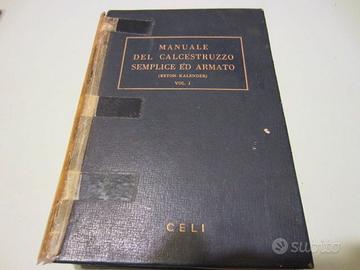 MANUALE
DEL CALCESTRUZZO
SEMPLICE ED ARMATO
(BETON KALENDER)
VOL. I
CELI
subito